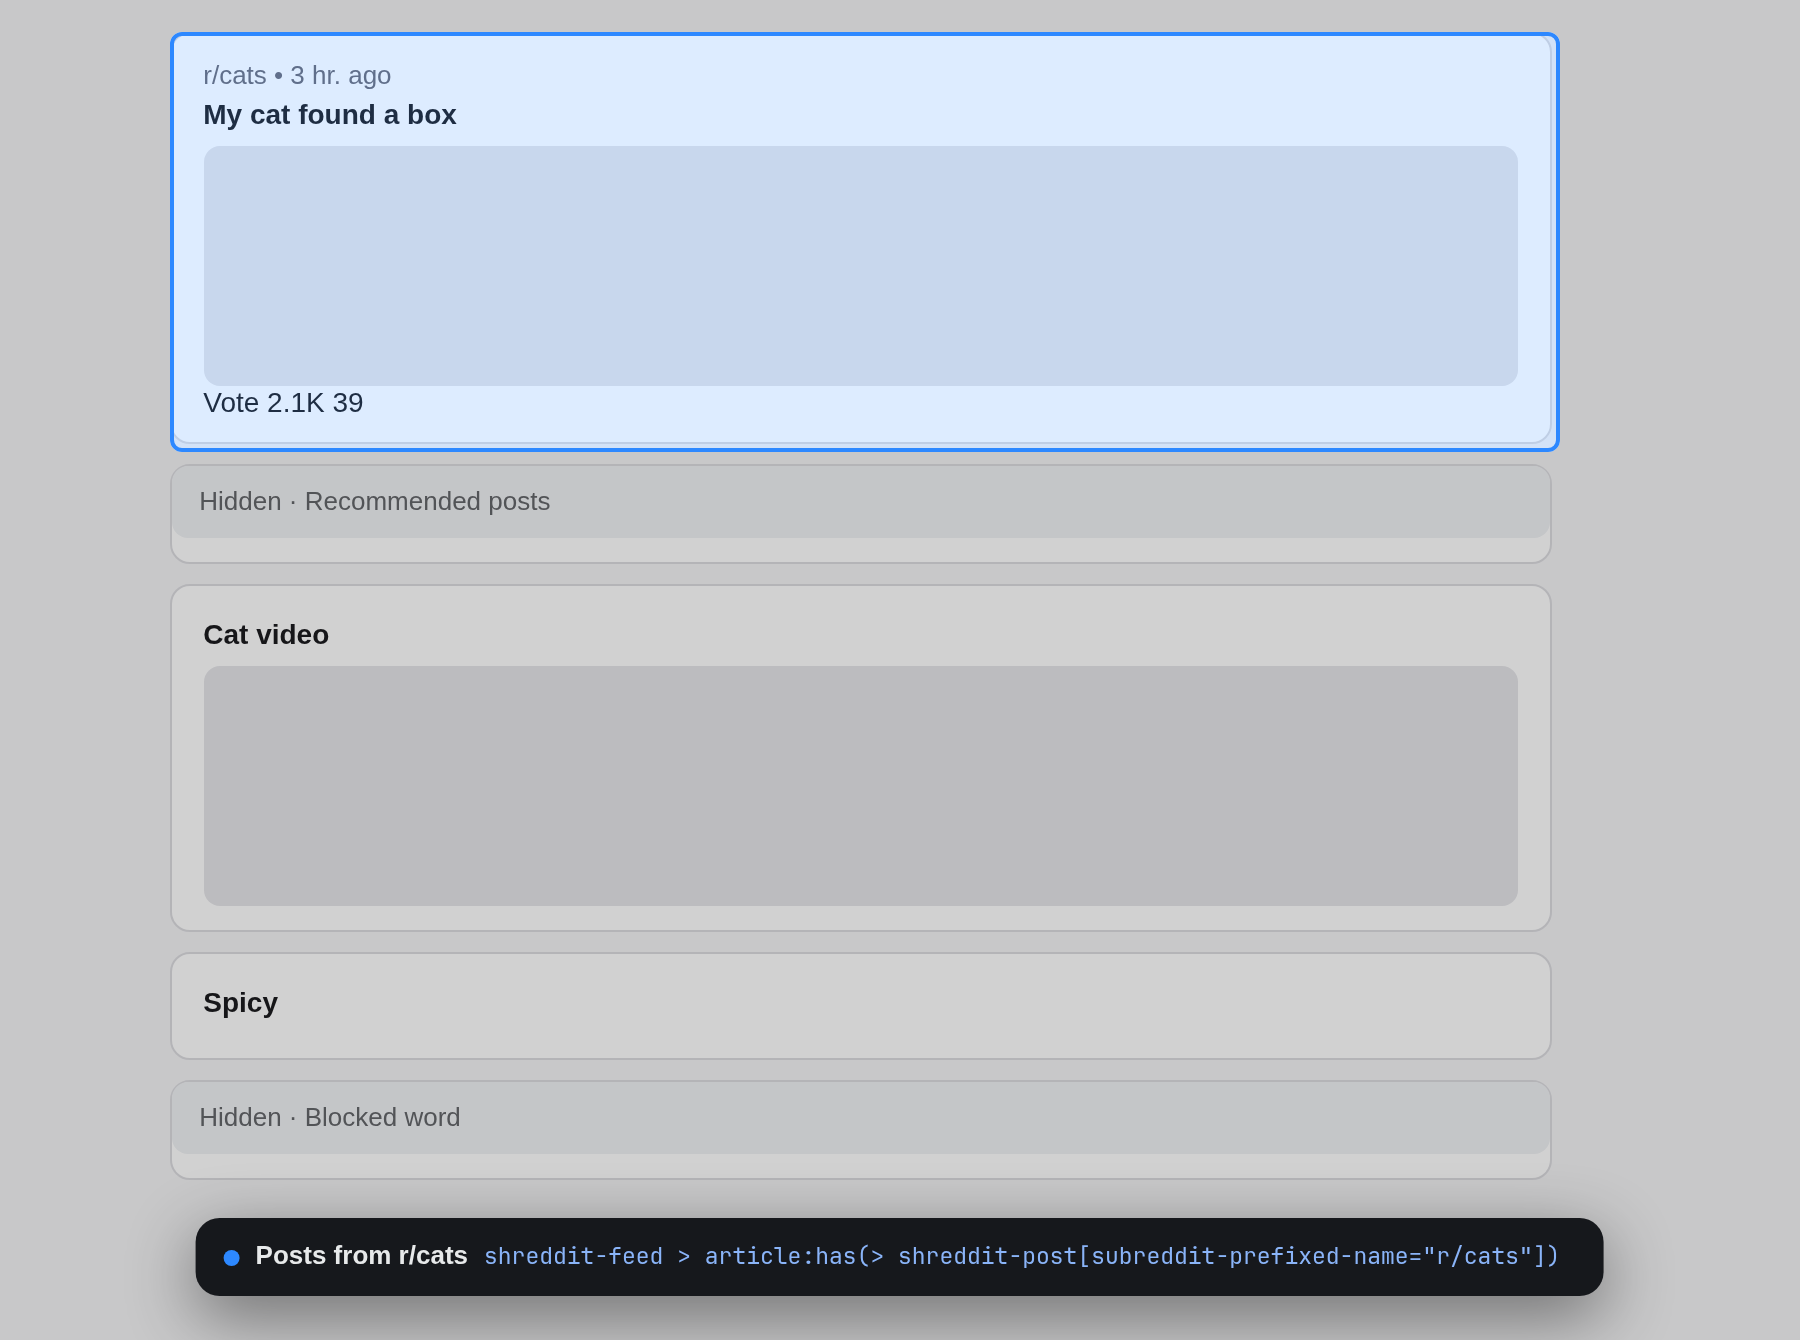 r/cats • 3 hr. ago
My cat found a box
Vote 2.1K 39
Hidden · Recommended posts
Cat video
Spicy
Hidden · Blocked word
Posts from r/cats shreddit-feed > article:has(> shreddit-post[subreddit-prefixed-name="r/cats"])